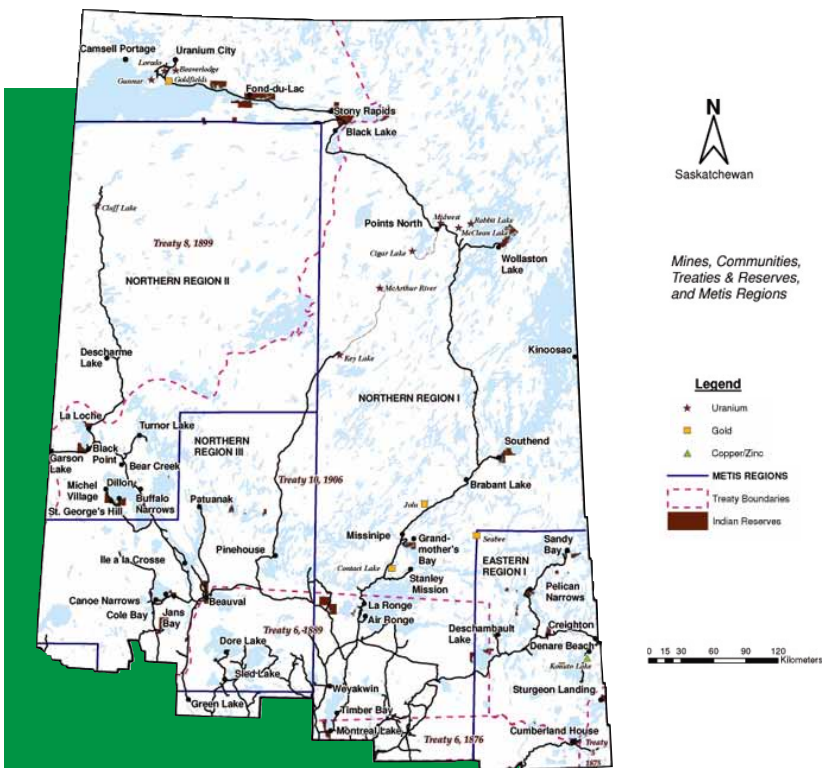 Camsell Portage
Uranium City
Lorado
Beaverlodge
Gunnar
Goldfields
Fond-du-Lac
Stony Rapids
Black Lake
N
Saskatchewan
Cluff Lake
Points North
Midwest
Rabbit Lake
McClean Lake
Treaty 8, 1899
Cigar Lake
Wollaston
Lake
Mines, Communities,
Treaties & Reserves,
and Metis Regions
NORTHERN REGION II
McArthur River
Descharme
Lake
Key Lake
Kinoosao
NORTHERN REGION I
Legend
Uranium
Gold
Copper/Zinc
METIS REGIONS
Treaty Boundaries
Indian Reserves
La Loche
Turnor Lake
NORTHERN
REGION III
Southend
Black
Point
Garson
Lake
Bear Creek
Treaty 10, 1906
Michel
Village
Dillon
Buffalo
Narrows
Patuanak
Brabant Lake
St. George's Hill
Jolu
Missinipe
Grand-
mother's
Bay
Seabee
Sandy
Bay
Pinehouse
EASTERN
REGION I
Ile a la Crosse
Contact Lake
Stanley
Mission
Pelican
Narrows
Canoe Narrows
Cole Bay
Jans
Bay
Beauval
La Ronge
Air Ronge
Treaty 6, 1889
Deschambault
Lake
Creighton
Denare Beach
Konuto Lake
Dore Lake
Sled Lake
Green Lake
Weyakwin
Timber Bay
Montreal Lake
Sturgeon Landing
Treaty 6, 1876
Cumberland House
Treaty
5
1875
0 15 30 60 90 120
Kilometers